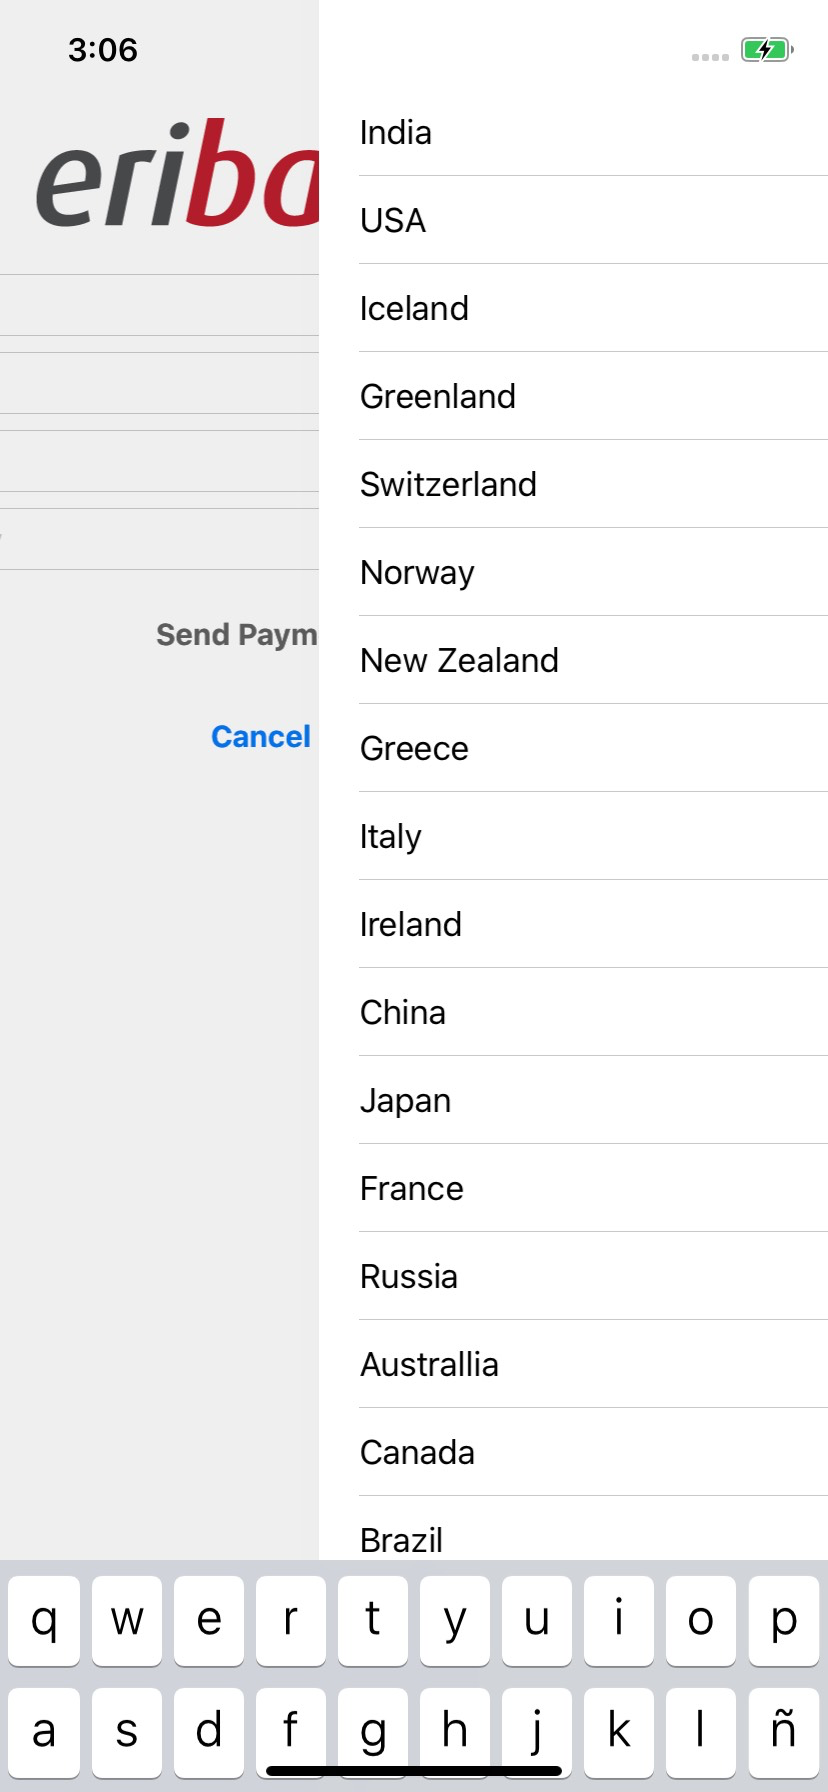 3:06
eriba
India
USA
Iceland
Greenland
Switzerland
Norway
New Zealand
Greece
Italy
Ireland
China
Japan
France
Russia
Australlia
Canada
Brazil
Send Paym
Cancel
q w e r t y u i o p
a s d f g h j k l ñ